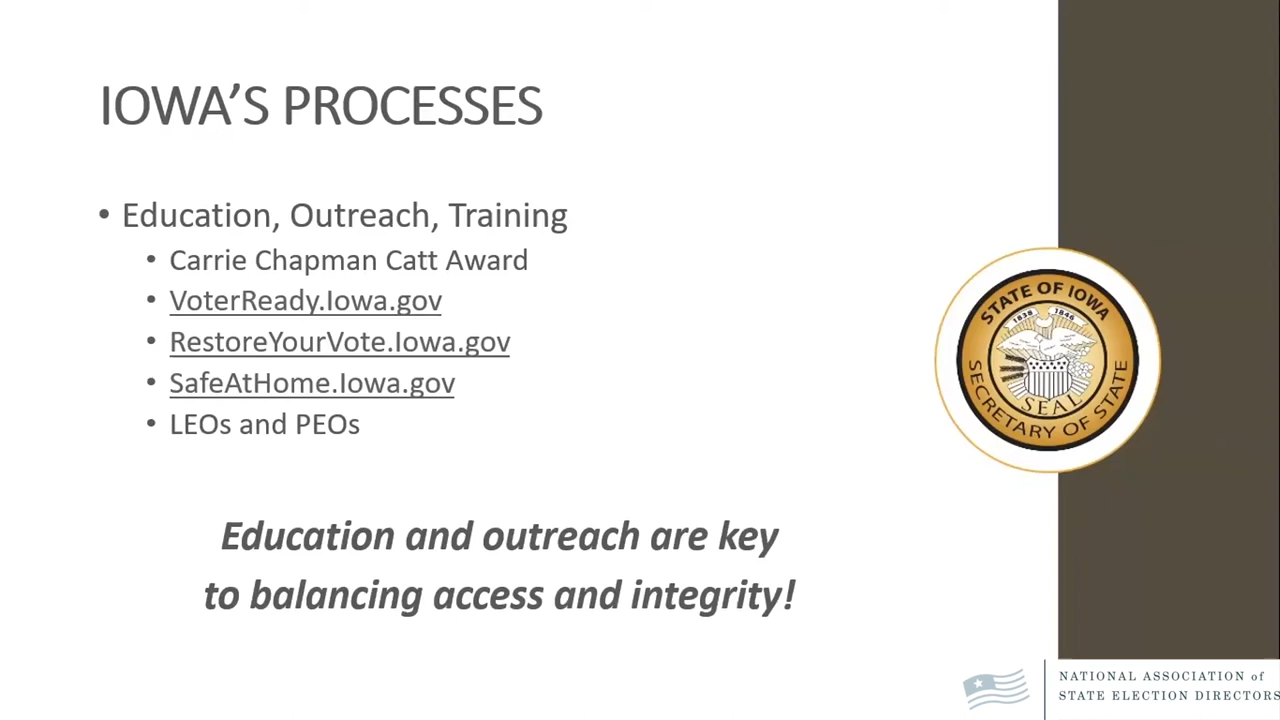 IOWA’S PROCESSES
• Education, Outreach, Training
• Carrie Chapman Catt Award
• VoterReady.Iowa.gov
• RestoreYourVote.Iowa.gov
• SafeAtHome.Iowa.gov
• LEOs and PEOs
Education and outreach are key
to balancing access and integrity!
STATE OF IOWA
1838 1846
SEAL
SECRETARY OF STATE
NATIONAL ASSOCIATION of
STATE ELECTION DIRECTORS